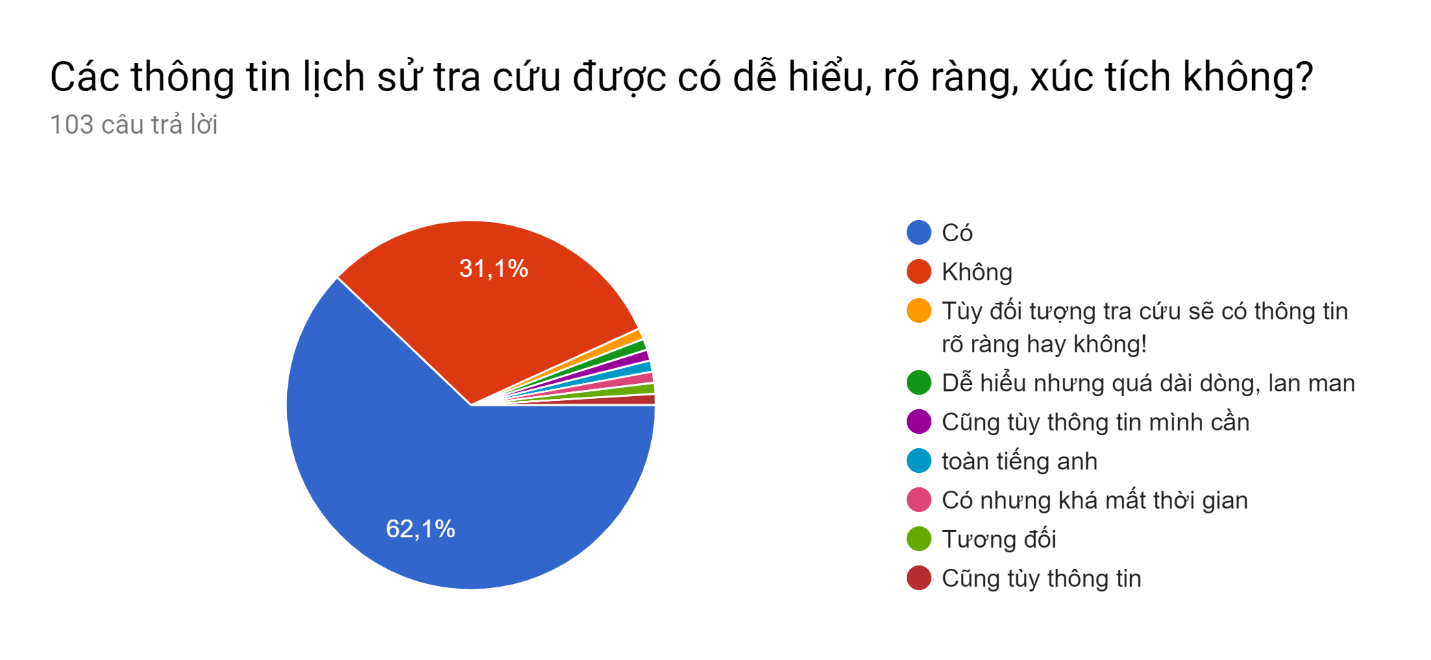 Các thông tin lịch sử tra cứu được có dễ hiểu, rõ ràng, xúc tích không?
103 câu trả lời
31,1%
62,1%
Có
Không
Tùy đối tượng tra cứu sẽ có thông tin
rõ ràng hay không!
Dễ hiểu nhưng quá dài dòng, lan man
Cũng tùy thông tin mình cần
toàn tiếng anh
Có nhưng khá mất thời gian
Tương đối
Cũng tùy thông tin